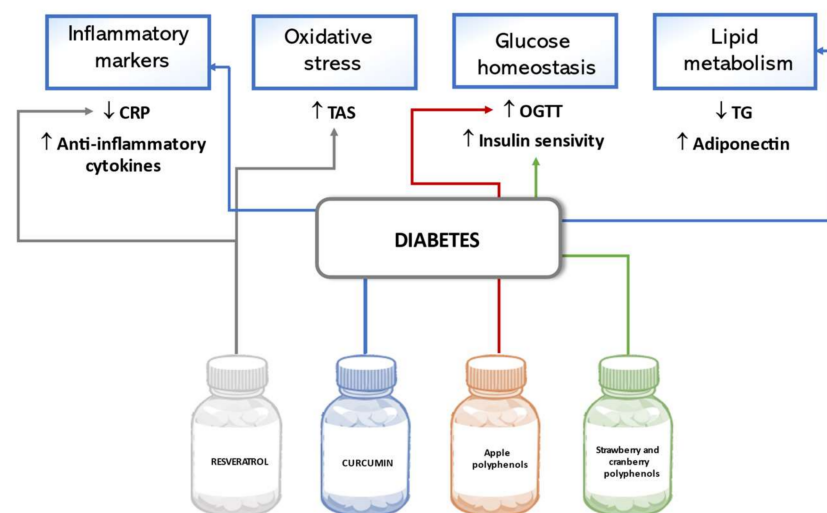 Inflammatory
markers
Oxidative
stress
Glucose
homeostasis
Lipid
metabolism
↓ CRP
↑ Anti-inflammatory
cytokines
↑ TAS
↑ OGTT
↑ Insulin sensivity
↓ TG
↑ Adiponectin
DIABETES
RESVERATROL
CURCUMIN
Apple
polyphenols
Strawberry and
cranberry
polyphenols